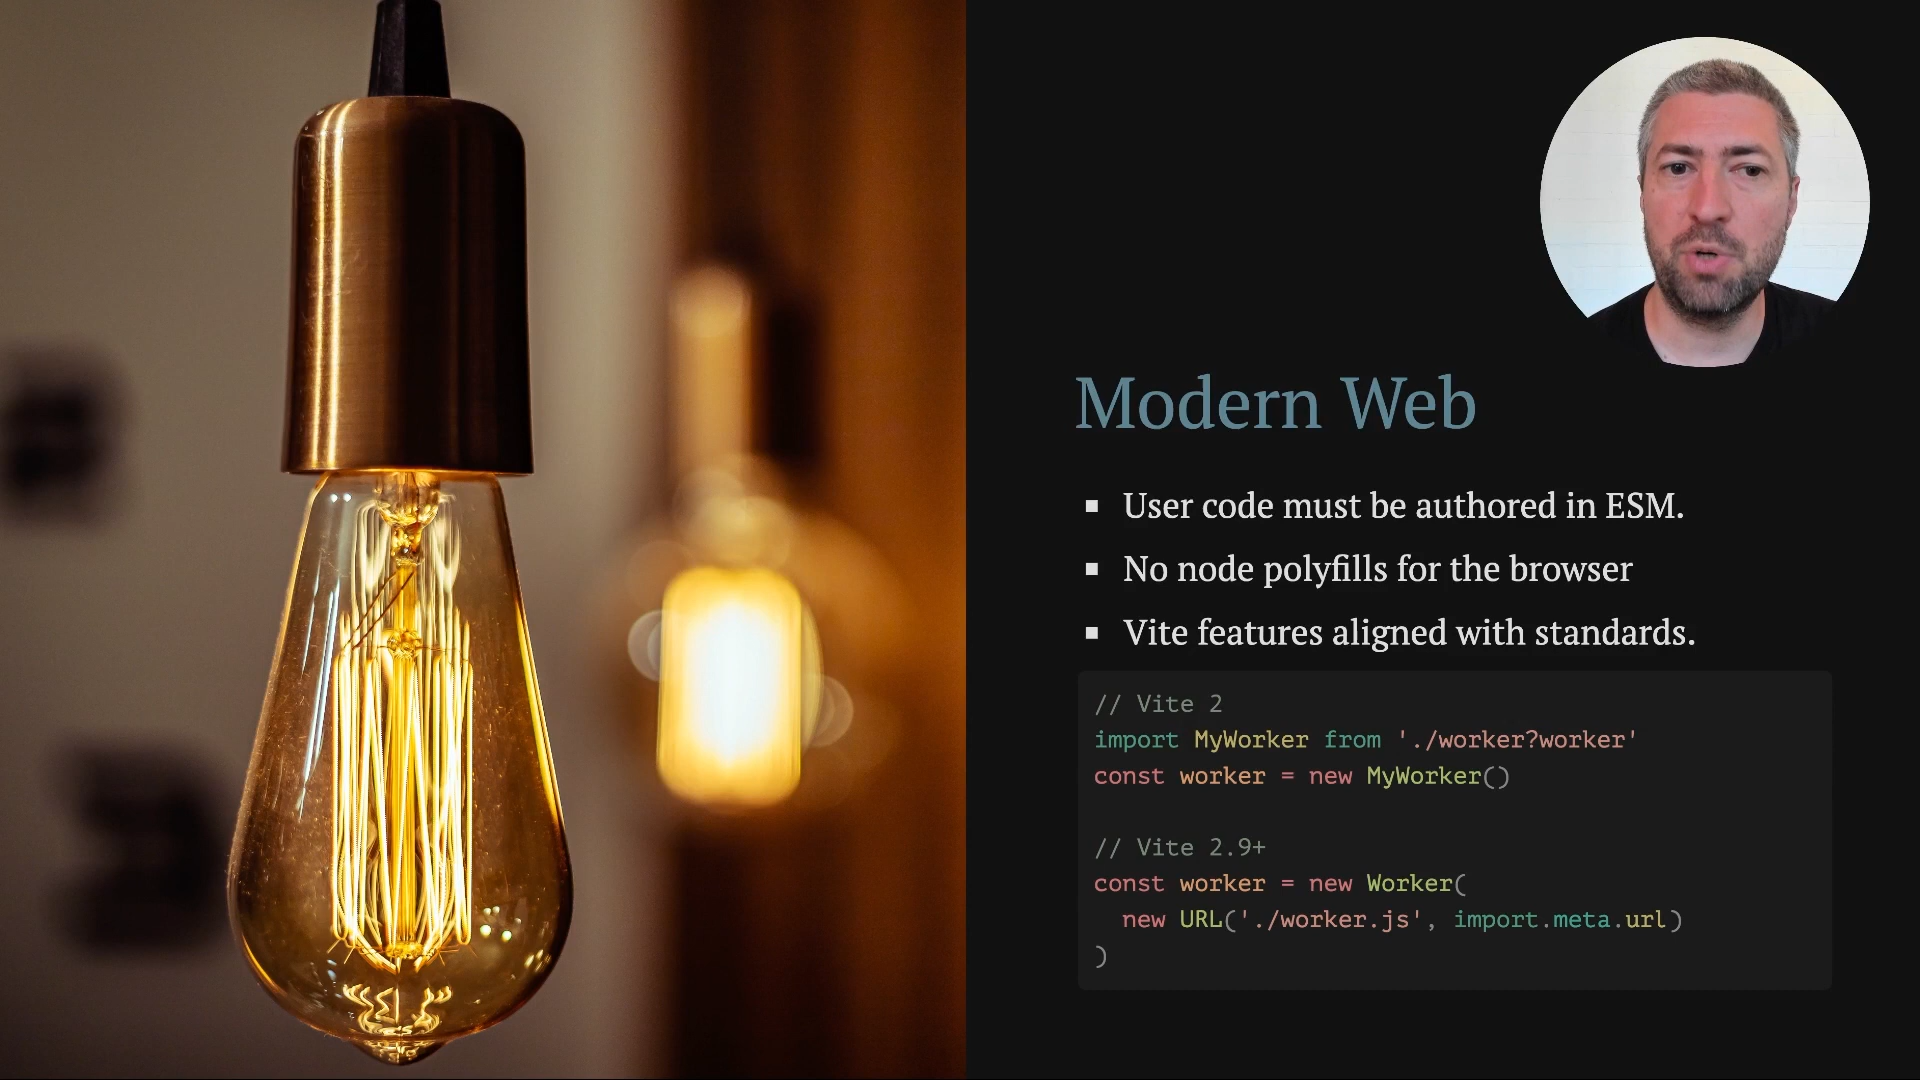 Modern Web
User code must be authored in ESM.
No node polyfills for the browser
Vite features aligned with standards.
// Vite 2
import MyWorker from './worker?worker'
const worker = new MyWorker()
// Vite 2.9+
const worker = new Worker(
  new URL('./worker.js', import.meta.url)
)